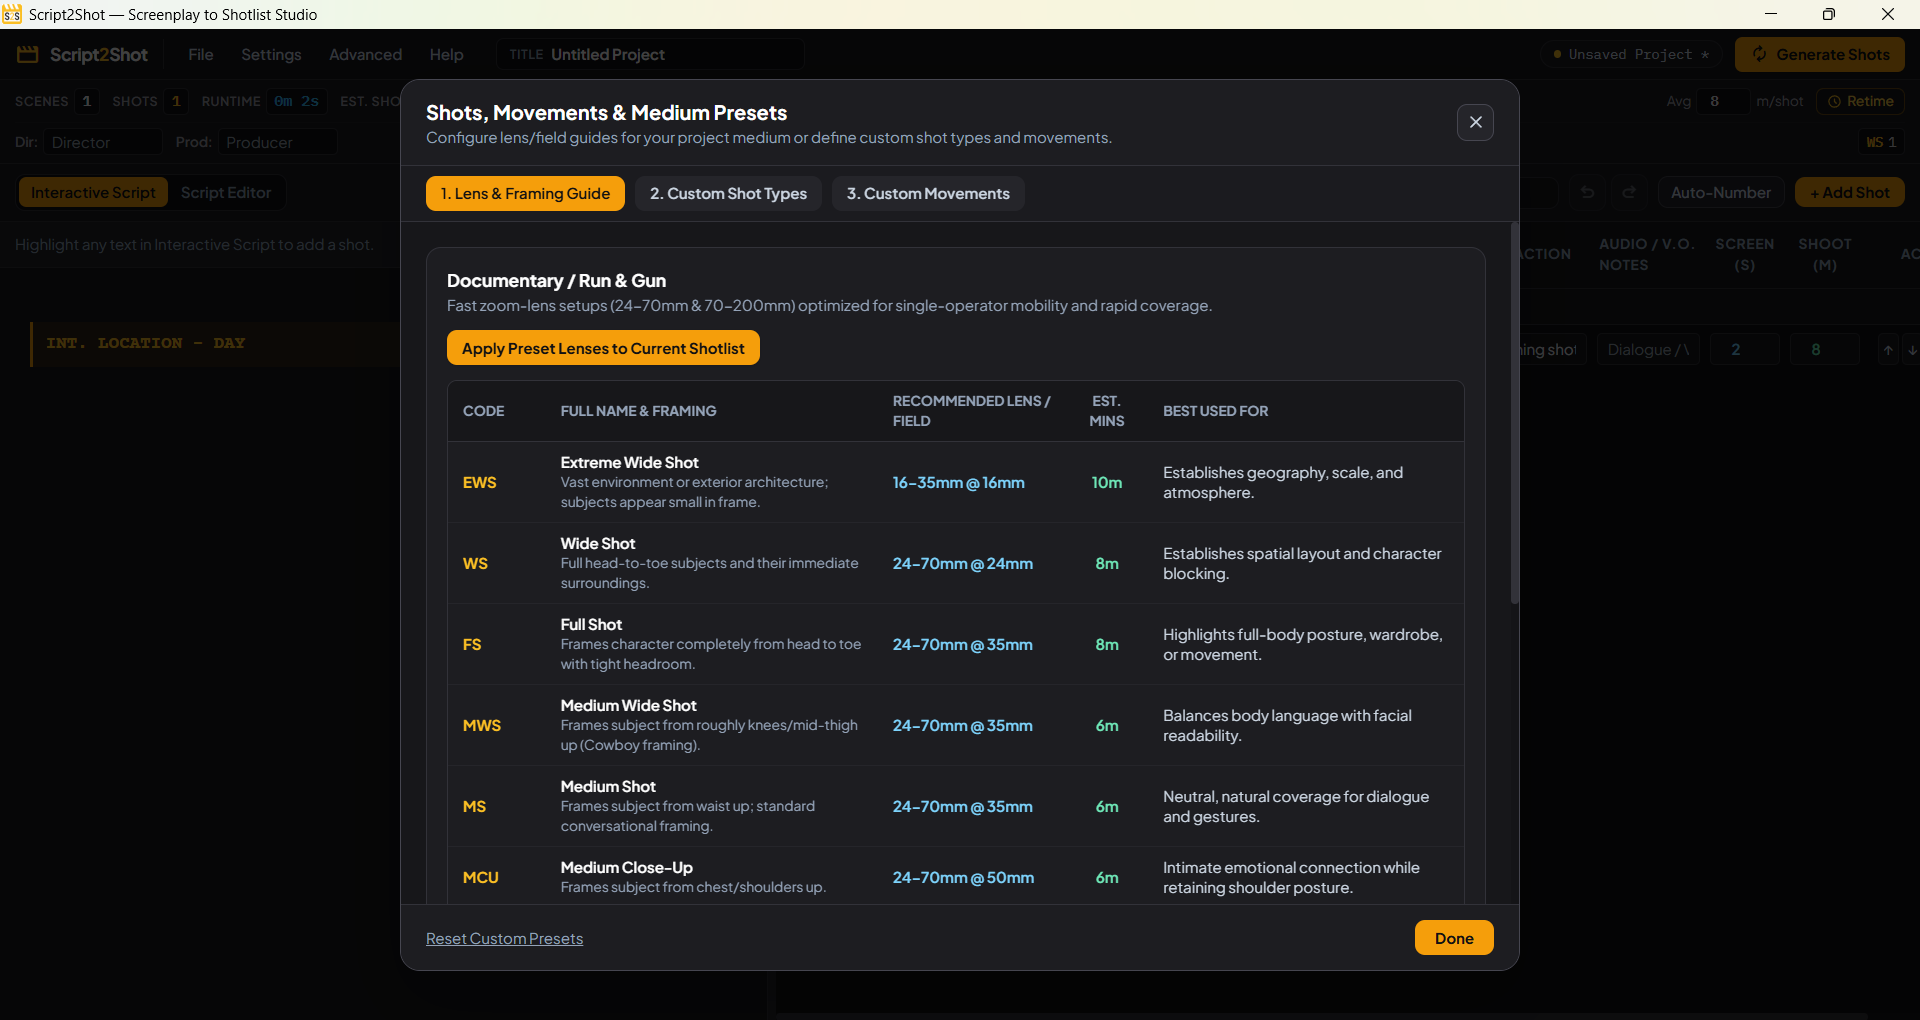 Script2Shot — Screenplay to Shotlist Studio
Script2Shot
File
Settings
Advanced
Help
TITLE Untitled Project
Unsaved Project *
Generate Shots
SCENES 1 SHOTS 1 RUNTIME 0m 2s EST. SHO
Avg 8 m/shot
Retime
Dir: Director Prod: Producer
WS 1
Interactive Script
Script Editor
Auto-Number
+ Add Shot
Highlight any text in Interactive Script to add a shot.
CTION
AUDIO / V.O.
NOTES
SCREEN
(S)
SHOOT
(M)
AC
INT. LOCATION - DAY
ning shot
Dialogue / \
2
8
Shots, Movements & Medium Presets
Configure lens/field guides for your project medium or define custom shot types and movements.
1. Lens & Framing Guide
2. Custom Shot Types
3. Custom Movements
Documentary / Run & Gun
Fast zoom-lens setups (24–70mm & 70–200mm) optimized for single-operator mobility and rapid coverage.
Apply Preset Lenses to Current Shotlist
CODE
FULL NAME & FRAMING
RECOMMENDED LENS /
FIELD
EST.
MINS
BEST USED FOR
EWS
Extreme Wide Shot
Vast environment or exterior architecture;
subjects appear small in frame.
16–35mm @ 16mm
10m
Establishes geography, scale, and
atmosphere.
WS
Wide Shot
Full head-to-toe subjects and their immediate
surroundings.
24–70mm @ 24mm
8m
Establishes spatial layout and character
blocking.
FS
Full Shot
Frames character completely from head to toe
with tight headroom.
24–70mm @ 35mm
8m
Highlights full-body posture, wardrobe,
or movement.
MWS
Medium Wide Shot
Frames subject from roughly knees/mid-thigh
up (Cowboy framing).
24–70mm @ 35mm
6m
Balances body language with facial
readability.
MS
Medium Shot
Frames subject from waist up; standard
conversational framing.
24–70mm @ 35mm
6m
Neutral, natural coverage for dialogue
and gestures.
MCU
Medium Close-Up
Frames subject from chest/shoulders up.
24–70mm @ 50mm
6m
Intimate emotional connection while
retaining shoulder posture.
Reset Custom Presets
Done